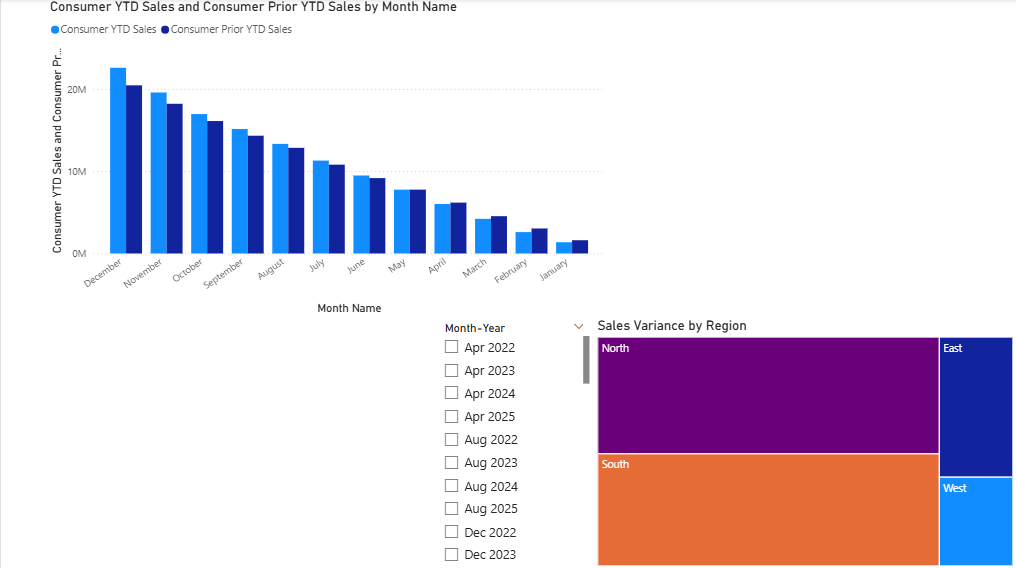 Consumer YTD Sales and Consumer Prior YTD Sales by Month Name
Consumer YTD Sales Consumer Prior YTD Sales
Consumer YTD Sales and Consumer Pr...
20M
10M
0M
December November October September August July June May April March February January
Month Name
Month-Year
Apr 2022
Apr 2023
Apr 2024
Apr 2025
Aug 2022
Aug 2023
Aug 2024
Aug 2025
Dec 2022
Dec 2023
Sales Variance by Region
North
East
South
West